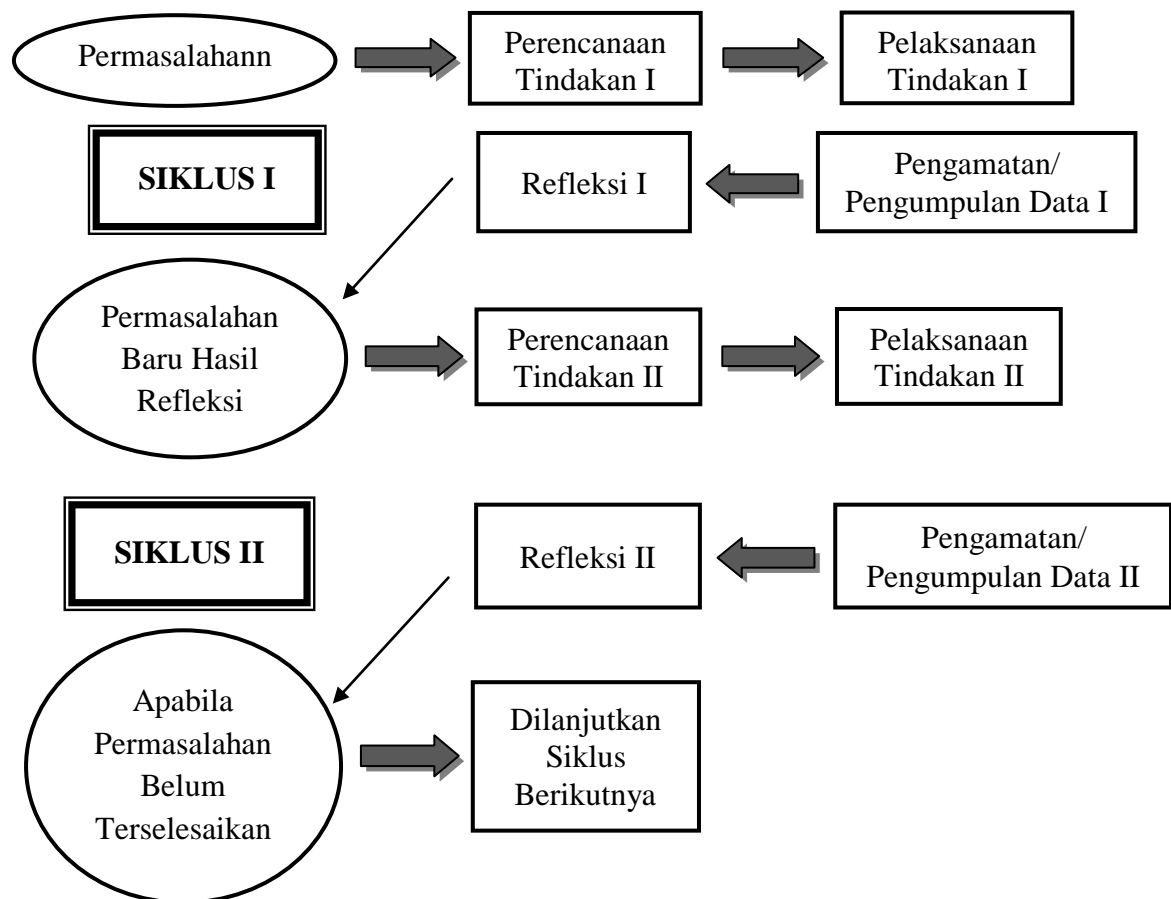 Permasalahann
Perencanaan
Tindakan I
Pelaksanaan
Tindakan I
SIKLUS I
Refleksi I
Pengamatan/
Pengumpulan Data I
Permasalahan
Baru Hasil
Refleksi
Perencanaan
Tindakan II
Pelaksanaan
Tindakan II
SIKLUS II
Refleksi II
Pengamatan/
Pengumpulan Data II
Apabila
Permasalahan
Belum
Terselesaikan
Dilanjutkan
Siklus
Berikutnya